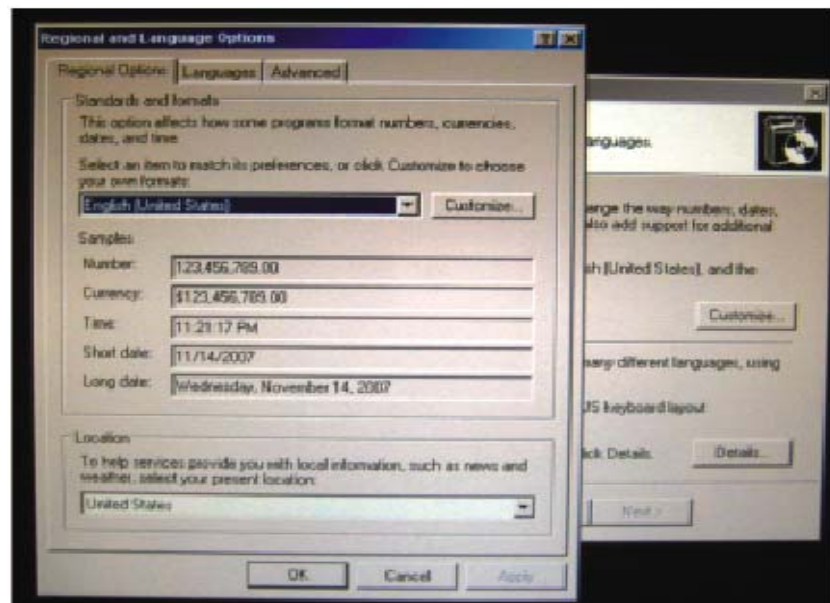 Regional and Language Options
Regional Options Languages Advanced
Standards and formats
This option affects how some programs format numbers, currencies,
dates, and time.
Select an item to match its preferences, or click Customize to choose
your own formats:
English (United States)
Customize...
Samples
Number: 123,456,789.00
Currency: $123,456,789.00
Time: 11:21:17 PM
Short date: 11/14/2007
Long date: Wednesday, November 14, 2007
Location
To help services provide you with local information, such as news and
weather, select your present location:
United States
OK Cancel Apply
anguages.
ange the way numbers, dates,
also add support for additional
sh (United States), and the
Customize...
many different languages, using
US keyboard layout
ick Details.
Details...
Next >